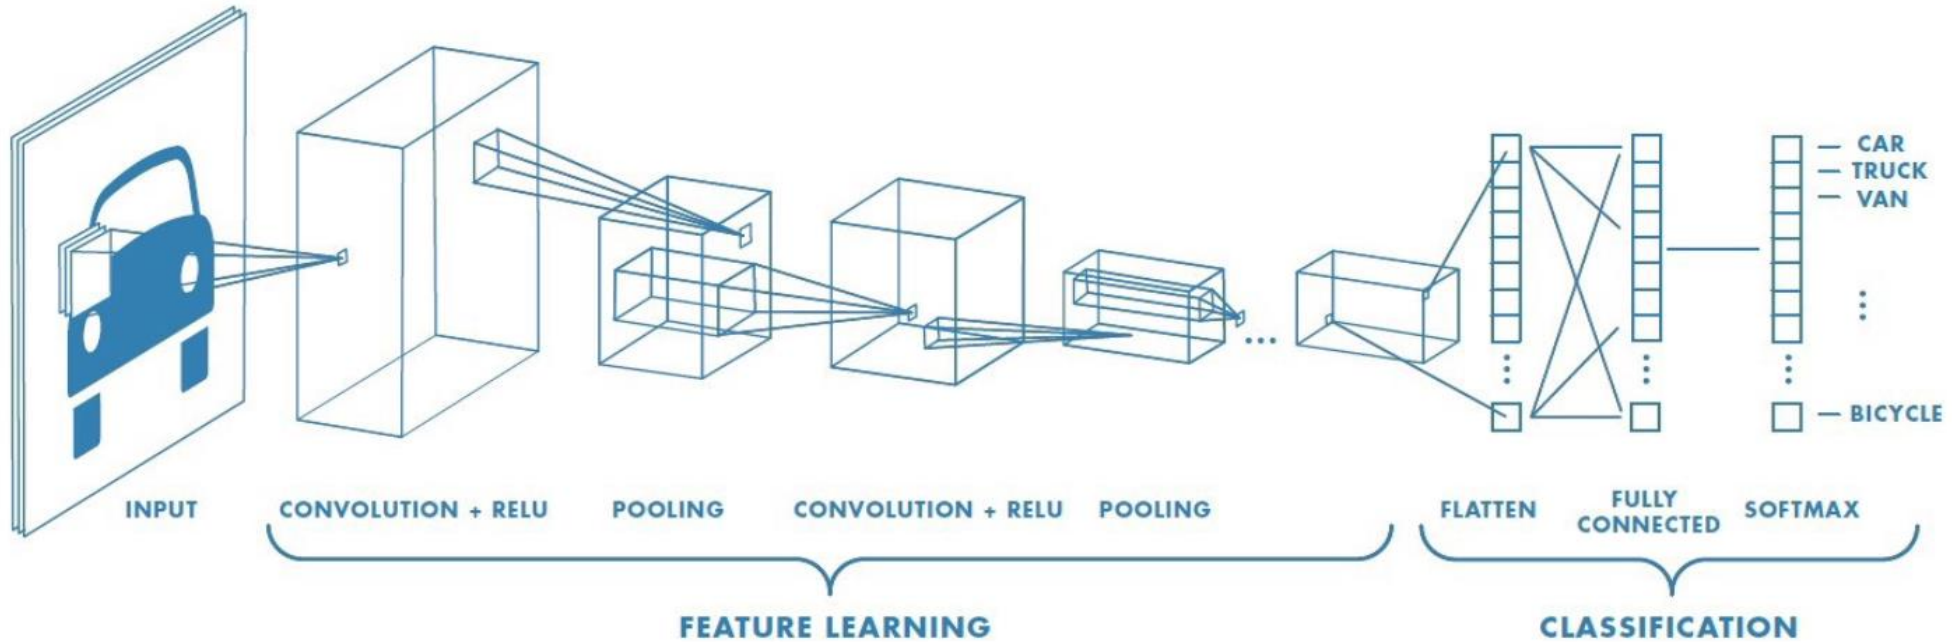 CAR
TRUCK
VAN
BICYCLE
INPUT
CONVOLUTION + RELU
POOLING
CONVOLUTION + RELU
POOLING
FLATTEN
FULLY
CONNECTED
SOFTMAX
FEATURE LEARNING
CLASSIFICATION